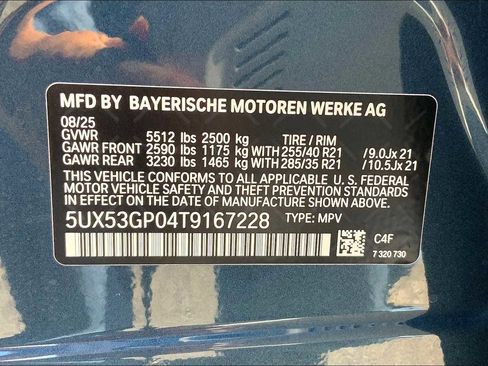 MFD BY BAYERISCHE MOTOREN WERKE AG
08/25
GVWR 5512 lbs 2500 kg TIRE / RIM
GAWR FRONT 2590 lbs 1175 kg WITH 255/40 R21 /9.0Jx 21
GAWR REAR 3230 lbs 1465 kg WITH 285/35 R21 /10.5Jx 21
THIS VEHICLE CONFORMS TO ALL APPLICABLE U.S. FEDERAL
MOTOR VEHICLE SAFETY AND THEFT PREVENTION STANDARDS
IN EFFECT ON THE DATE OF MANUFACTURE SHOWN ABOVE.
5UX53GP04T9167228 TYPE: MPV
C4F
7 320 730